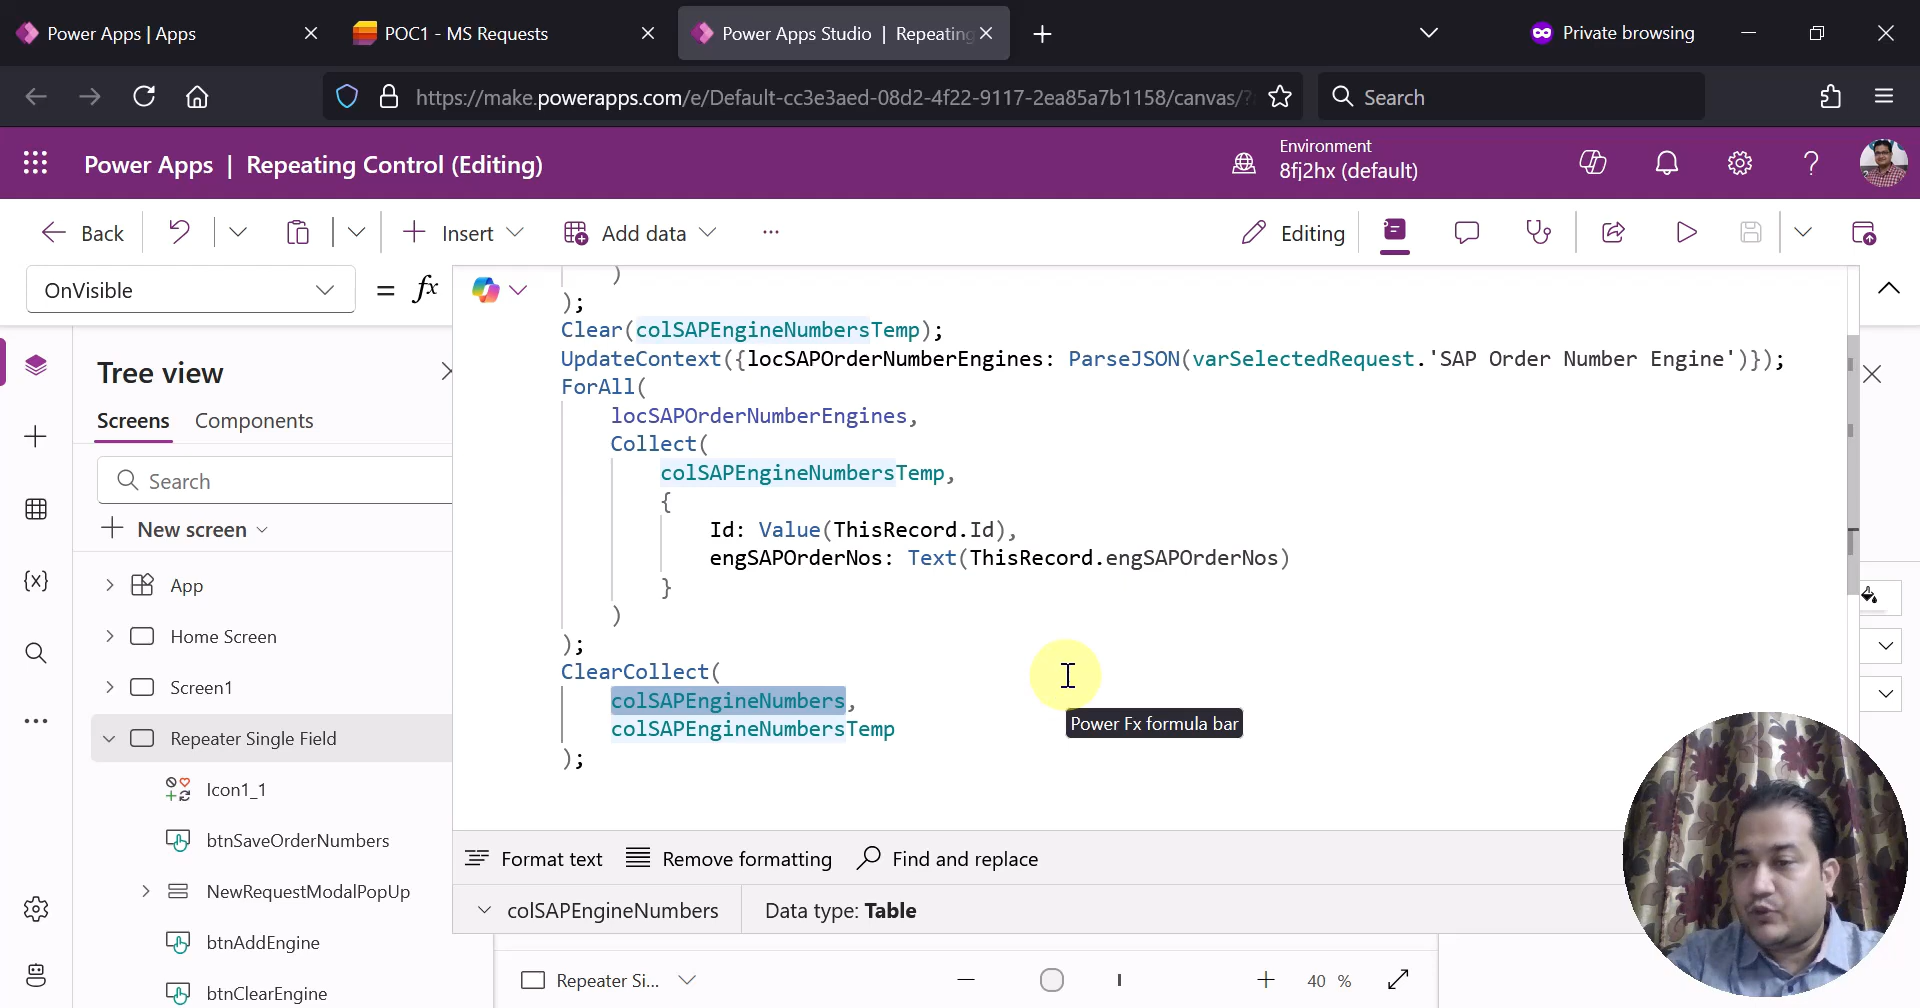 Power Apps | Apps
POC1 - MS Requests
Power Apps Studio | Repeating
Private browsing
https://make.powerapps.com/e/Default-cc3e3aed-08d2-4f22-9117-2ea85a7b1158/canvas/?
Search
Power Apps | Repeating Control (Editing)
Environment
8fj2hx (default)
Back
Insert
Add data
...
Editing
OnVisible
= fx
)
);
Clear(colSAPEngineNumbersTemp);
UpdateContext({locSAPOrderNumberEngines: ParseJSON(varSelectedRequest.'SAP Order Number Engine')});
ForAll(
locSAPOrderNumberEngines,
Collect(
colSAPEngineNumbersTemp,
{
Id: Value(ThisRecord.Id),
engSAPOrderNos: Text(ThisRecord.engSAPOrderNos)
}
)
);
ClearCollect(
colSAPEngineNumbers,
colSAPEngineNumbersTemp
);
Power Fx formula bar
Tree view
Screens
Components
Search
New screen
App
Home Screen
Screen1
Repeater Single Field
Icon1_1
btnSaveOrderNumbers
NewRequestModalPopUp
btnAddEngine
btnClearEngine
Format text
Remove formatting
Find and replace
colSAPEngineNumbers
Data type: Table
Repeater Si...
40 %